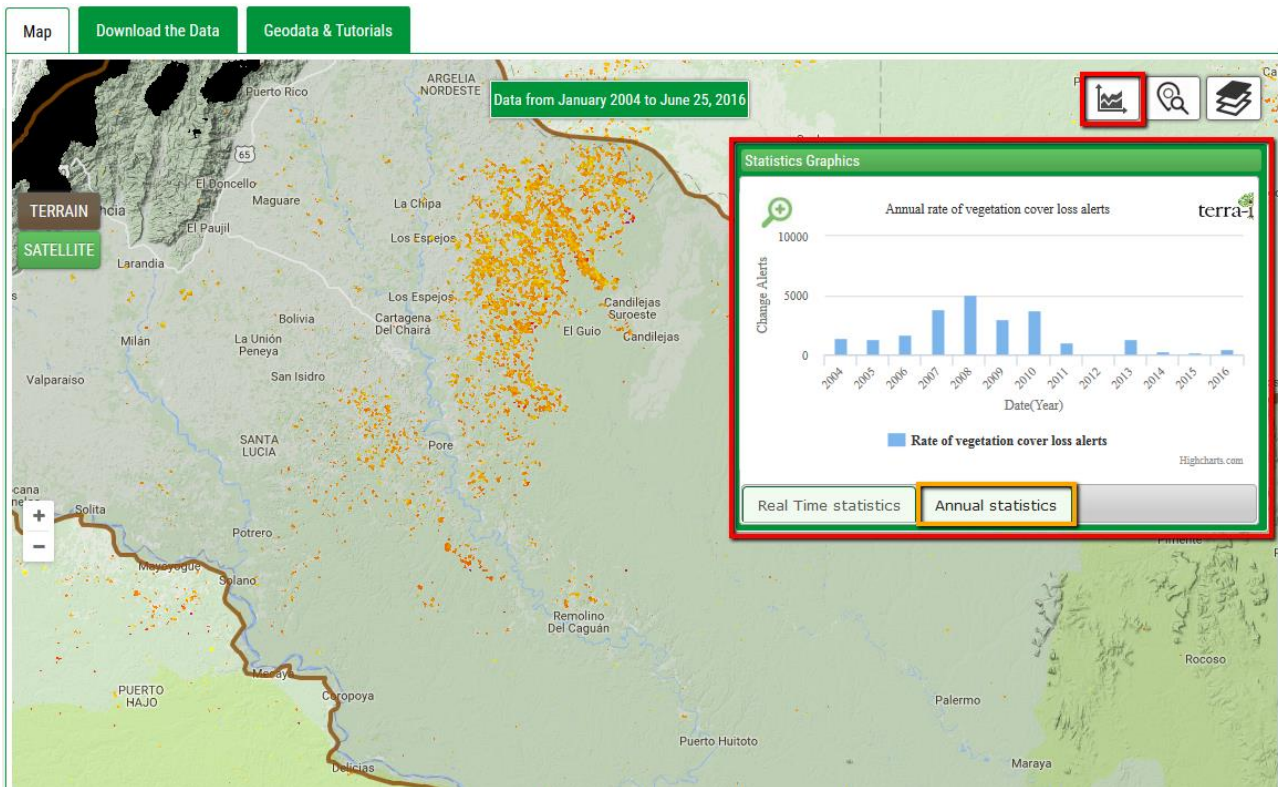 Map
Download the Data
Geodata & Tutorials
ARGELIA
NORDESTE
Puerto Rico
Data from January 2004 to June 25, 2016
65
El Doncello
Maguare
La Chipa
El Paujil
Los Espejos
TERRAIN
SATELLITE
Larandia
Statistics Graphics
Annual rate of vegetation cover loss alerts
terra-i
10000
5000
0
Change Alerts
2004
2005
2006
2007
2008
2009
2010
2011
2012
2013
2014
2015
2016
Date(Year)
Rate of vegetation cover loss alerts
Highcharts.com
Real Time statistics
Annual statistics
Los Espejos
Candilejas
Suroeste
Bolivia
Cartagena
Del Chairá
El Guio
Candilejas
Milán
La Unión
Peneya
Valparaiso
San Isidro
SANTA
LUCIA
Pore
Solita
+
-
Potrero
Mayoyogue
Solano
Remolino
Del Caguán
Rocoso
Mecaya
PUERTO
HAJO
Coropoya
Palermo
Puerto Huitoto
Maraya
Delicias